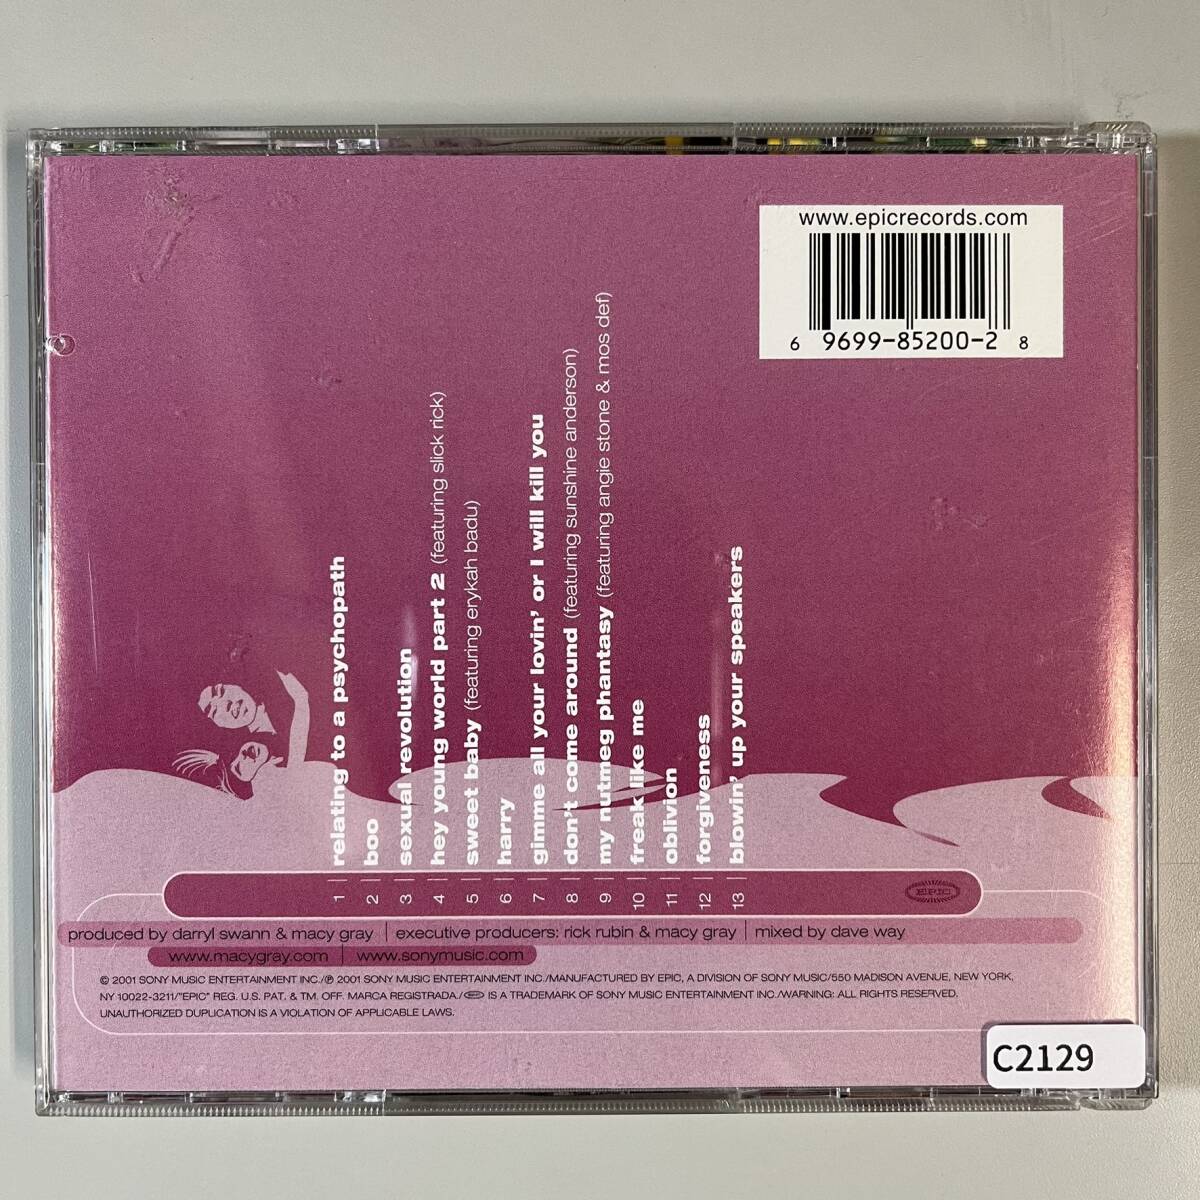 www.epicrecords.com
6 9699-85200-2 8
1 relating to a psychopath
2 boo
3 sexual revolution
4 hey young world part 2 (featuring slick rick)
5 sweet baby (featuring erykah badu)
6 harry
7 gimme all your lovin' or I will kill you
8 don't come around (featuring sunshine anderson)
9 my nutmeg phantasy (featuring angie stone & mos def)
10 freak like me
11 oblivion
12 forgiveness
13 blowin' up your speakers
EPIC
produced by darryl swann & macy gray | executive producers: rick rubin & macy gray | mixed by dave way
www.macygray.com | www.sonymusic.com
© 2001 SONY MUSIC ENTERTAINMENT INC./℗ 2001 SONY MUSIC ENTERTAINMENT INC./MANUFACTURED BY EPIC, A DIVISION OF SONY MUSIC/550 MADISON AVENUE, NEW YORK,
NY 10022-3211/"EPIC" REG. U.S. PAT. & TM. OFF. MARCA REGISTRADA./EPIC IS A TRADEMARK OF SONY MUSIC ENTERTAINMENT INC./WARNING: ALL RIGHTS RESERVED.
UNAUTHORIZED DUPLICATION IS A VIOLATION OF APPLICABLE LAWS.
C2129